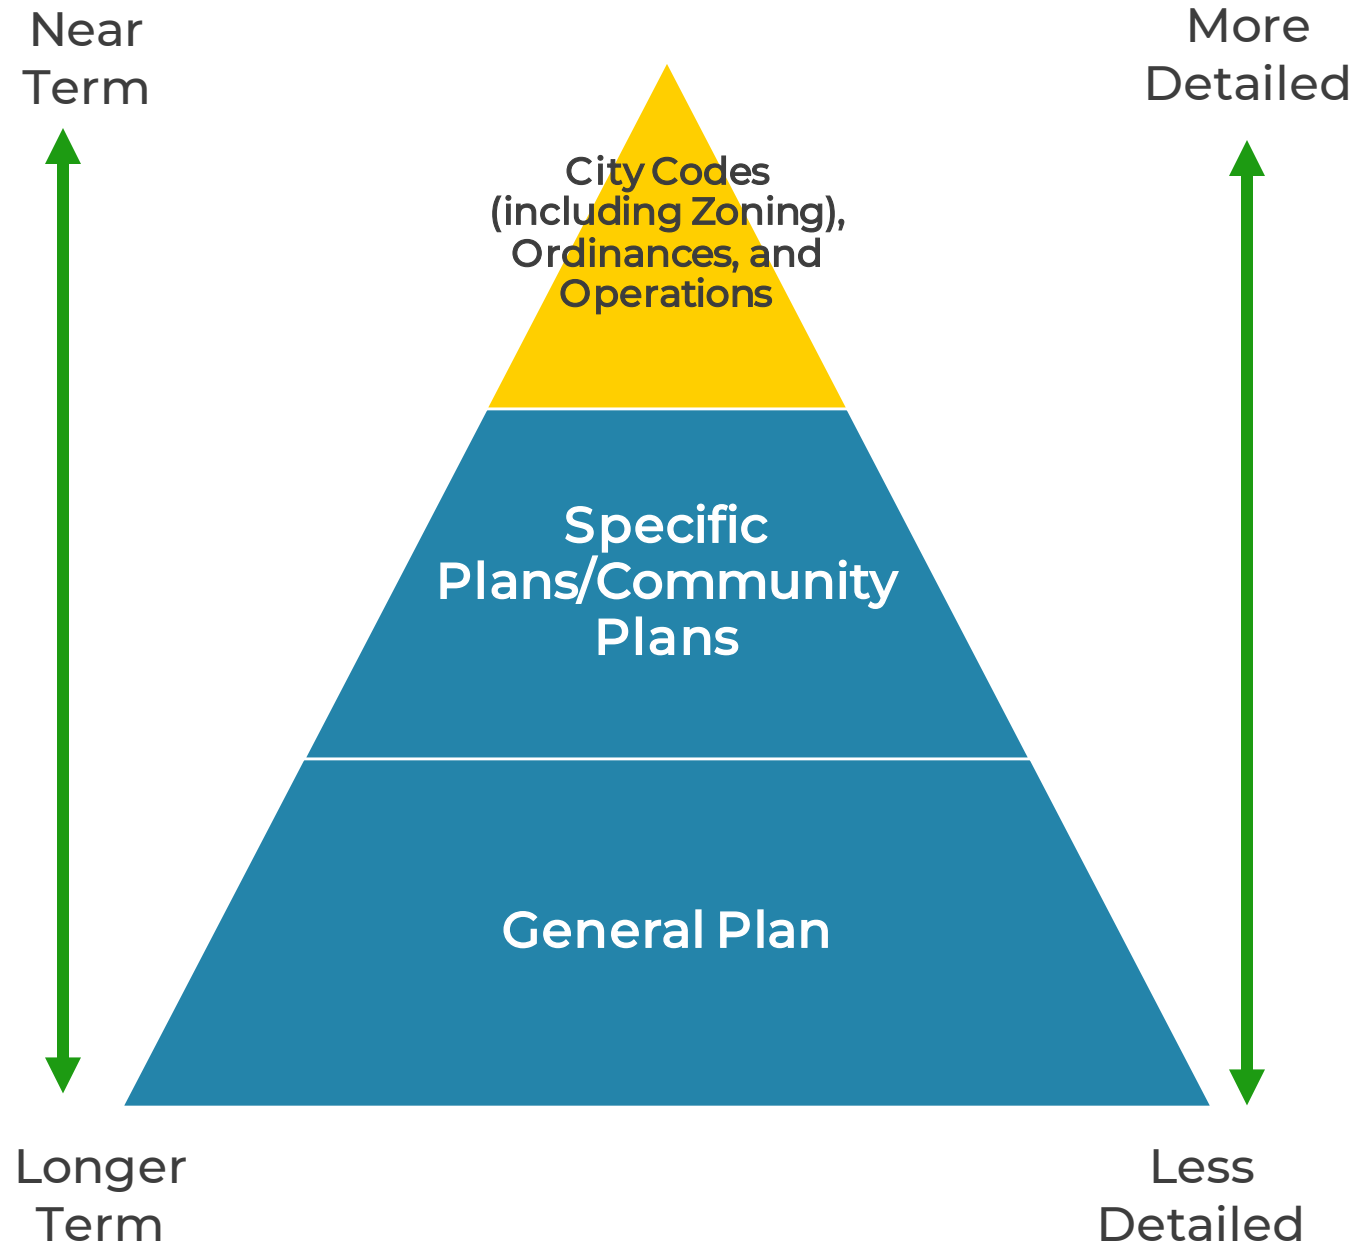 Near
Term
More
Detailed
City Codes
(including Zoning),
Ordinances, and
Operations
Specific
Plans/Community
Plans
General Plan
Longer
Term
Less
Detailed